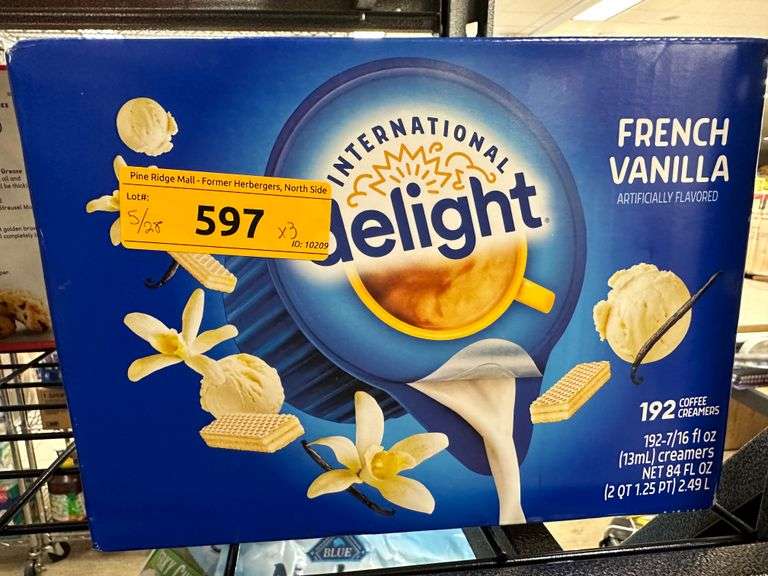 INTERNATIONAL
delight
FRENCH
VANILLA
ARTIFICIALLY FLAVORED
Pine Ridge Mall - Former Herbergers, North Side
Lot#:
5/28
597
x3
ID: 10209
192 COFFEE
CREAMERS
192-7/16 fl oz
(13mL) creamers
NET 84 FL OZ
(2 QT 1.25 PT) 2.49 L
BLUE